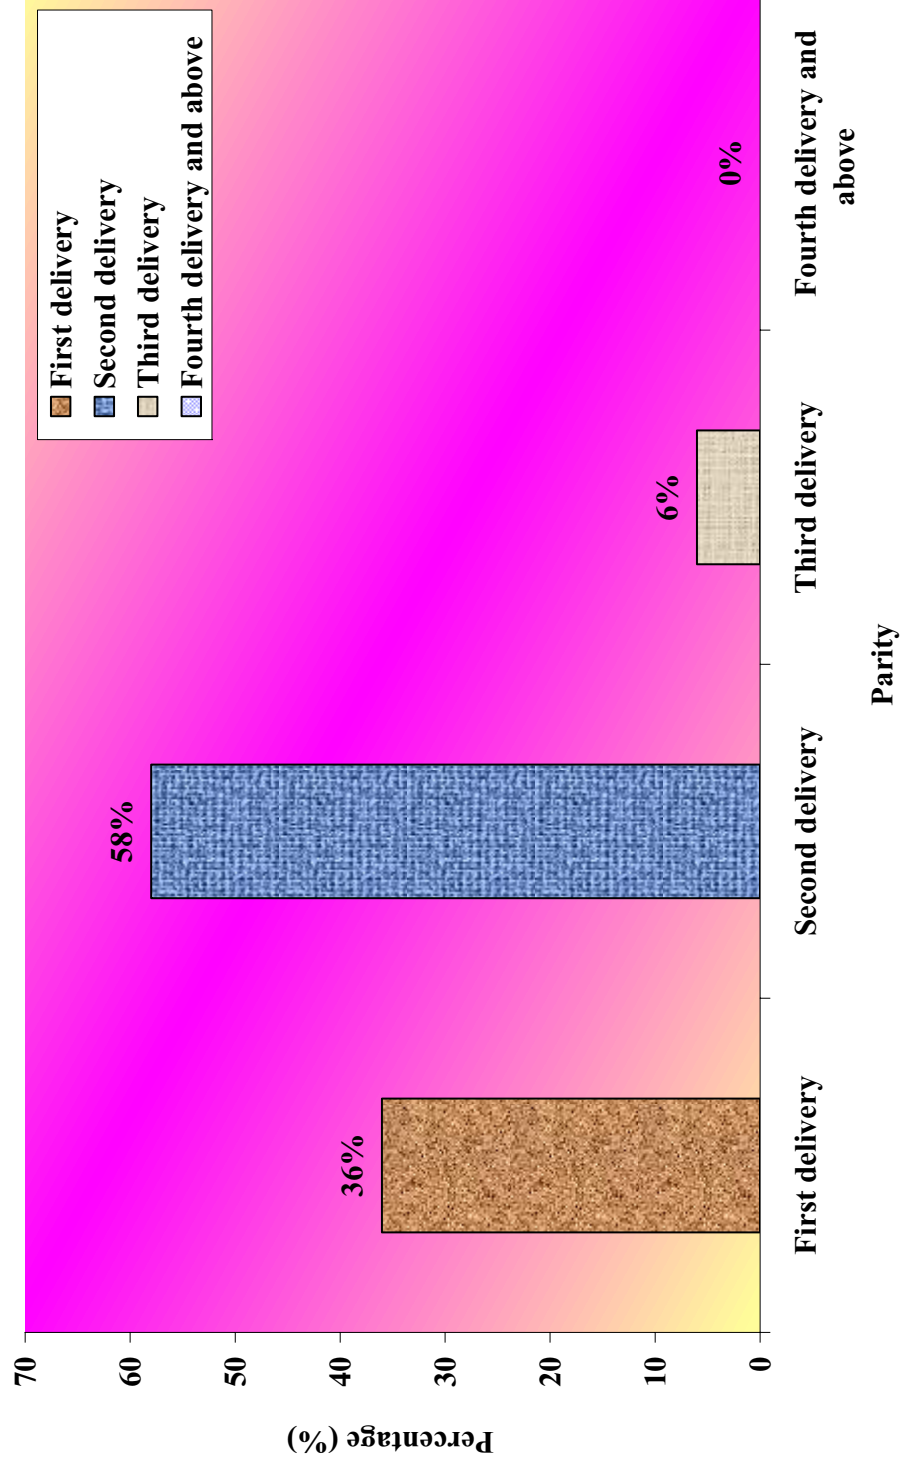 First delivery
Second delivery
Third delivery
Fourth delivery and above
70
60
50
40
30
20
10
0
Percentage (%)
36%
58%
6%
0%
First delivery
Second delivery
Third delivery
Fourth delivery and
above
Parity